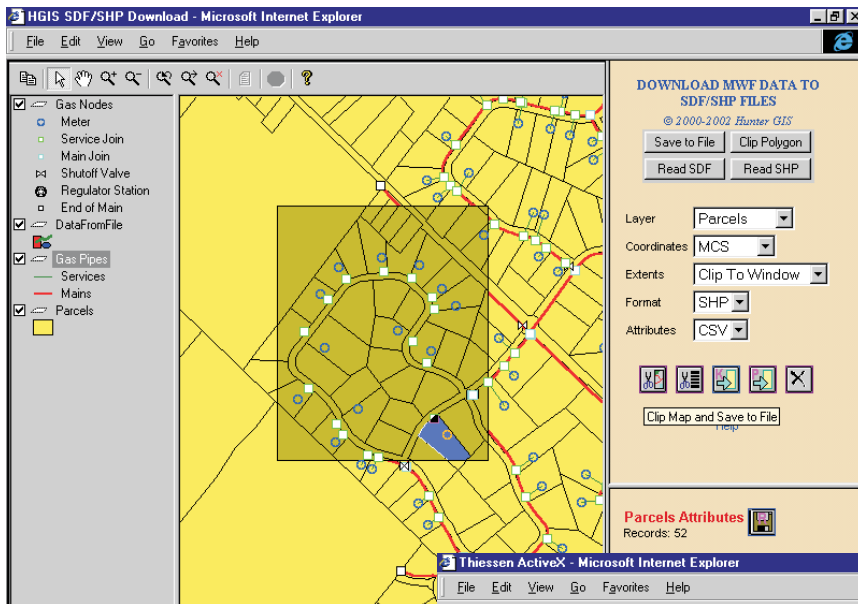 HGIS SDF/SHP Download - Microsoft Internet Explorer
File Edit View Go Favorites Help
Gas Nodes
Meter
Service Join
Main Join
Shutoff Valve
Regulator Station
End of Main
DataFromFile
Gas Pipes
Services
Mains
Parcels
DOWNLOAD MWF DATA TO
SDF/SHP FILES
© 2000-2002 Hunter GIS
Save to File Clip Polygon
Read SDF Read SHP
Layer Parcels
Coordinates MCS
Extents Clip To Window
Format SHP
Attributes CSV
Clip Map and Save to File
Help
Parcels Attributes
Records: 52
Thiessen ActiveX - Microsoft Internet Explorer
File Edit View Go Favorites Help